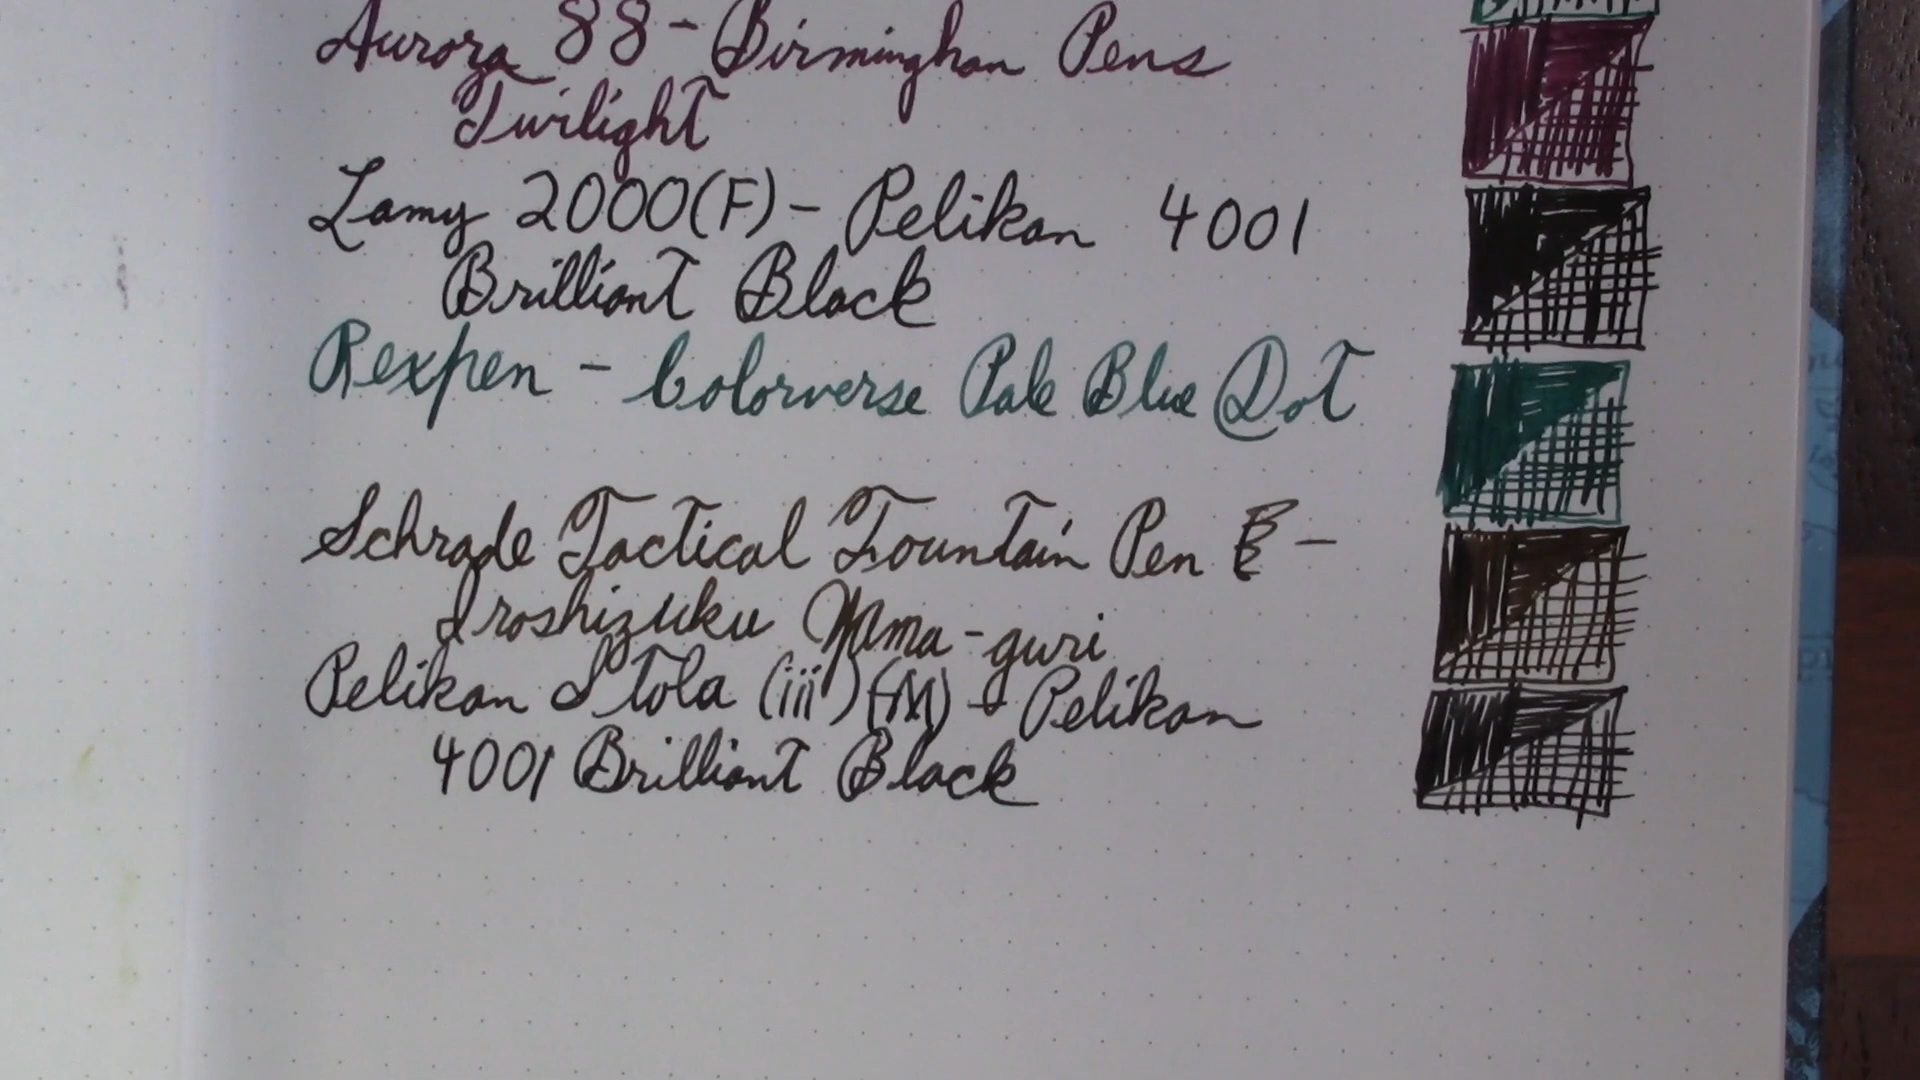 Aurora 88 - Birmingham Pens
Twilight
Lamy 2000(F) - Pelikan 4001
Brilliant Black
Rexpen - Colorverse Pale Blue Dot
Schrade Tactical Fountain Pen -
Iroshizuku Yama-guri
Pelikan Stola (iii) (M) - Pelikan
4001 Brilliant Black